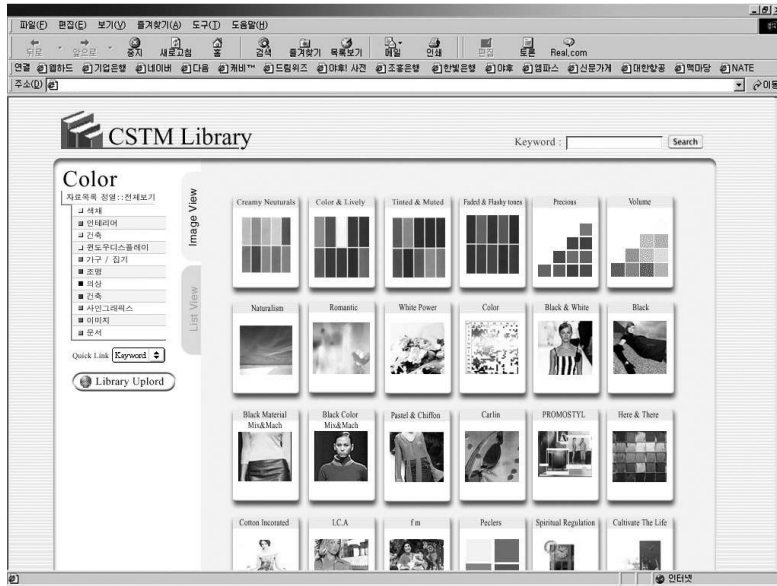 파일(F) 편집(E) 보기(V) 즐겨찾기(A) 도구(T) 도움말(H)
뒤로 앞으로 중지 새로고침 홈 검색 즐겨찾기 목록보기 메일 인쇄 편집 토론 Real.com
연결 웹하드 기업은행 네이버 다음 캐비™ 드림위즈 야후! 사전 조흥은행 한빛은행 야후 엠파스 신문가게 대한항공 맥마당 NATE
주소(D) 이동
CSTM Library
Keyword : Search
Color
자료목록 정열::전체보기
색채
인테리어
건축
윈도우디스플레이
가구 / 집기
조명
의상
건축
사인그래픽스
이미지
문서
Quick Link Keyword
Library Uplord
Image View
List View
Creamy Neuturals Color & Lively Tinted & Muted Faded & Flashy tones Precious Volume
Naturalism Romantic White Power Color Black & White Black
Black Material Mix&Mach Black Color Mix&Mach Pastel & Chiffon Carlin PROMOSTYL Here & There
Cotton Incorated I.C.A f m Peclers Spiritual Regulation Cultivate The Life
인터넷